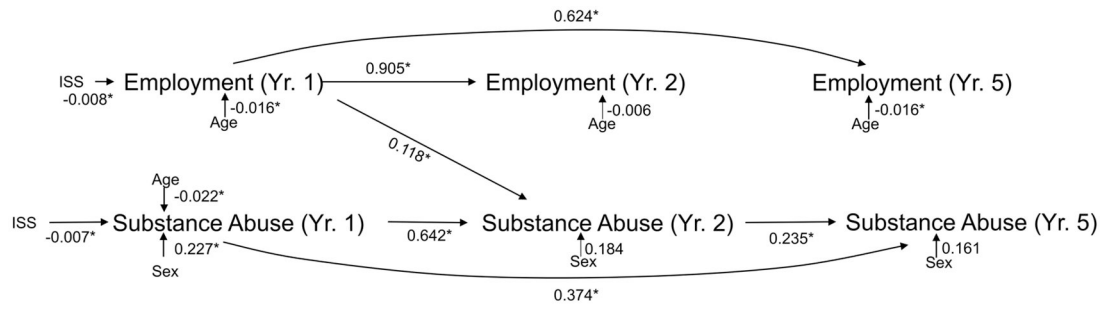 0.624*
ISS
-0.008*
Employment (Yr. 1)
0.905*
Employment (Yr. 2)
Employment (Yr. 5)
-0.016*
Age
-0.006
Age
-0.016*
Age
0.118*
Age
-0.022*
ISS
-0.007*
Substance Abuse (Yr. 1)
0.642*
Substance Abuse (Yr. 2)
0.235*
Substance Abuse (Yr. 5)
0.227*
Sex
0.184
Sex
0.161
Sex
0.374*